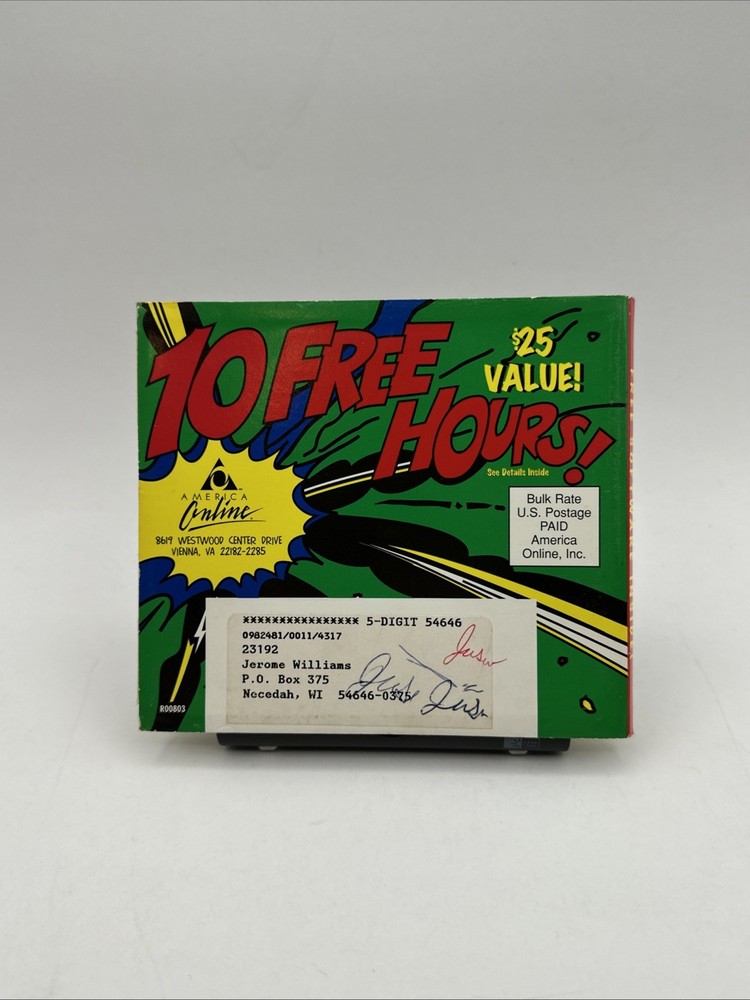 10 FREE
HOURS!
$25
VALUE!
See Details Inside
AMERICA
Online
8619 WESTWOOD CENTER DRIVE
VIENNA, VA 22182-2285
Bulk Rate
U.S. Postage
PAID
America
Online, Inc.
**************** 5-DIGIT 54646
0982481/0011/4317
23192
Jerome Williams
P.O. Box 375
Necedah, WI 54646-0375
R00803